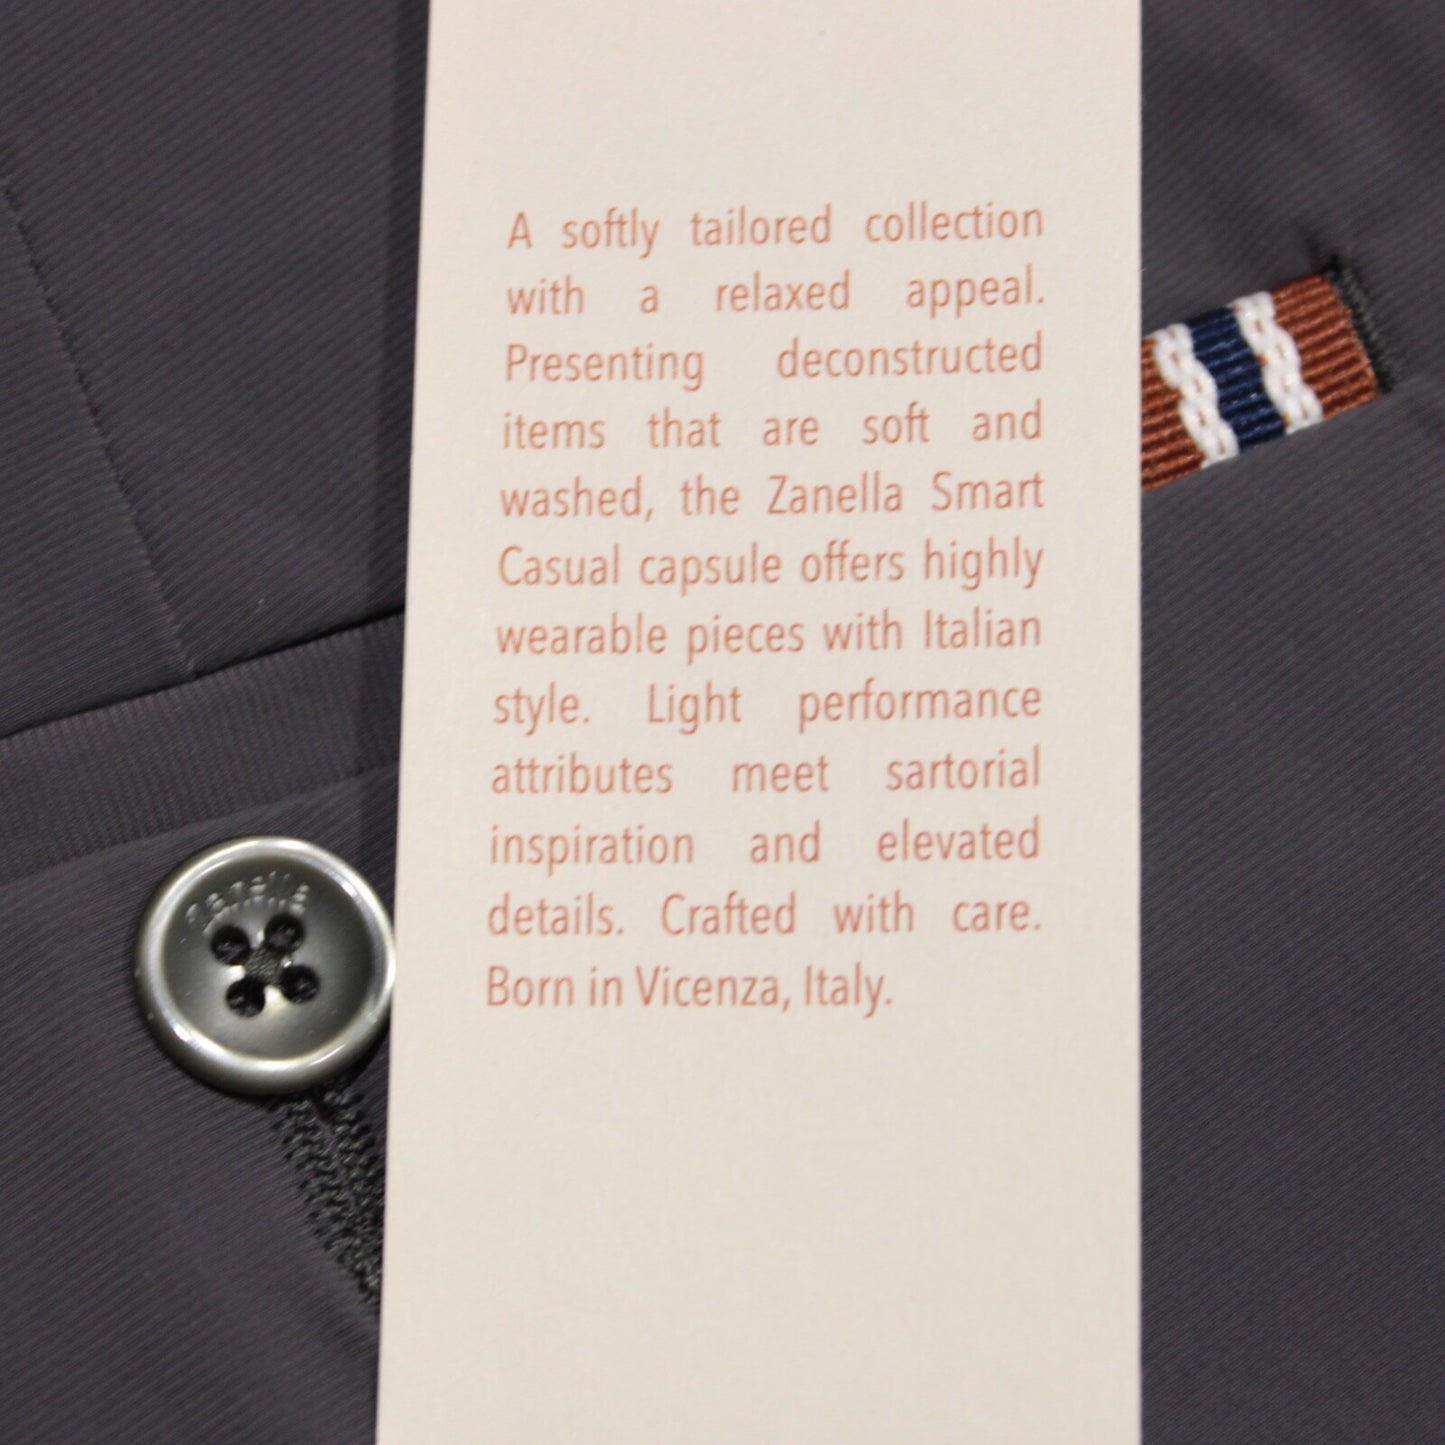 A softly tailored collection
with a relaxed appeal.
Presenting deconstructed
items that are soft and
washed, the Zanella Smart
Casual capsule offers highly
wearable pieces with Italian
style. Light performance
attributes meet sartorial
inspiration and elevated
details. Crafted with care.
Born in Vicenza, Italy.
Zanella